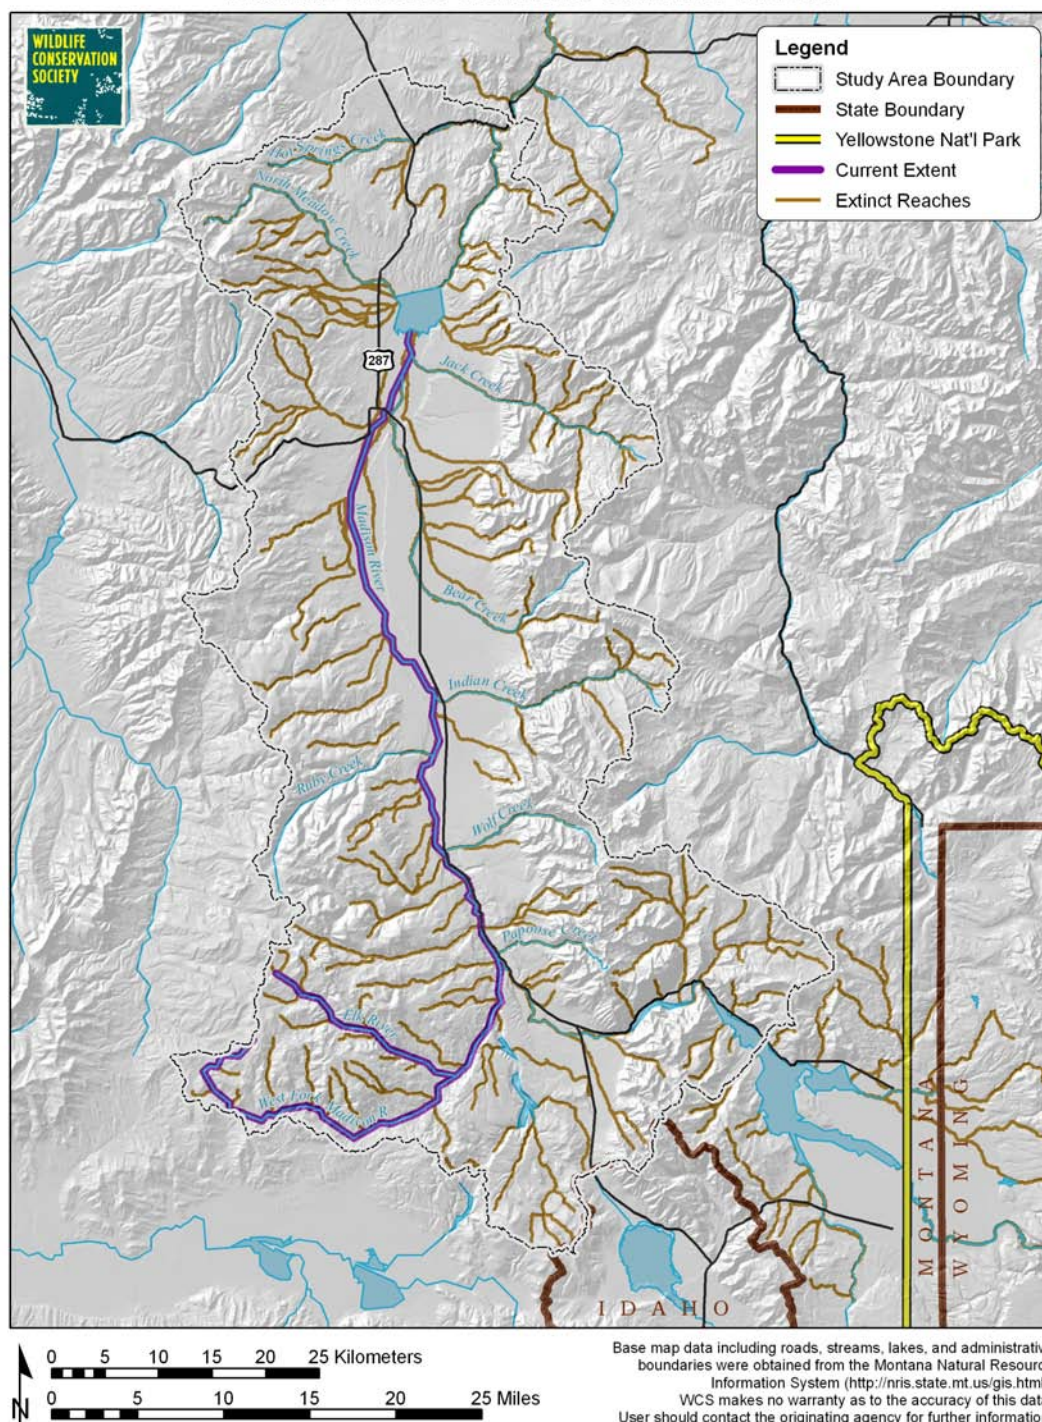 WILDLIFE
CONSERVATION
SOCIETY
Legend
Study Area Boundary
State Boundary
Yellowstone Nat'l Park
Current Extent
Extinct Reaches
Hot Springs Creek
North Meadow Creek
287
Jack Creek
Madison River
Bear Creek
Indian Creek
Ruby Creek
Wolf Creek
Papouse Creek
Elk River
West Fork Madison R
MONTANA
WYOMING
IDAHO
N
0 5 10 15 20 25 Kilometers
0 5 10 20 25 Miles
Base map data including roads, streams, lakes, and administrativ
boundaries were obtained from the Montana Natural Resourc
Information System (http://nris.state.mt.us/gis.html
WCS makes no warranty as to the accuracy of this data
User should contact the originating agency for further information